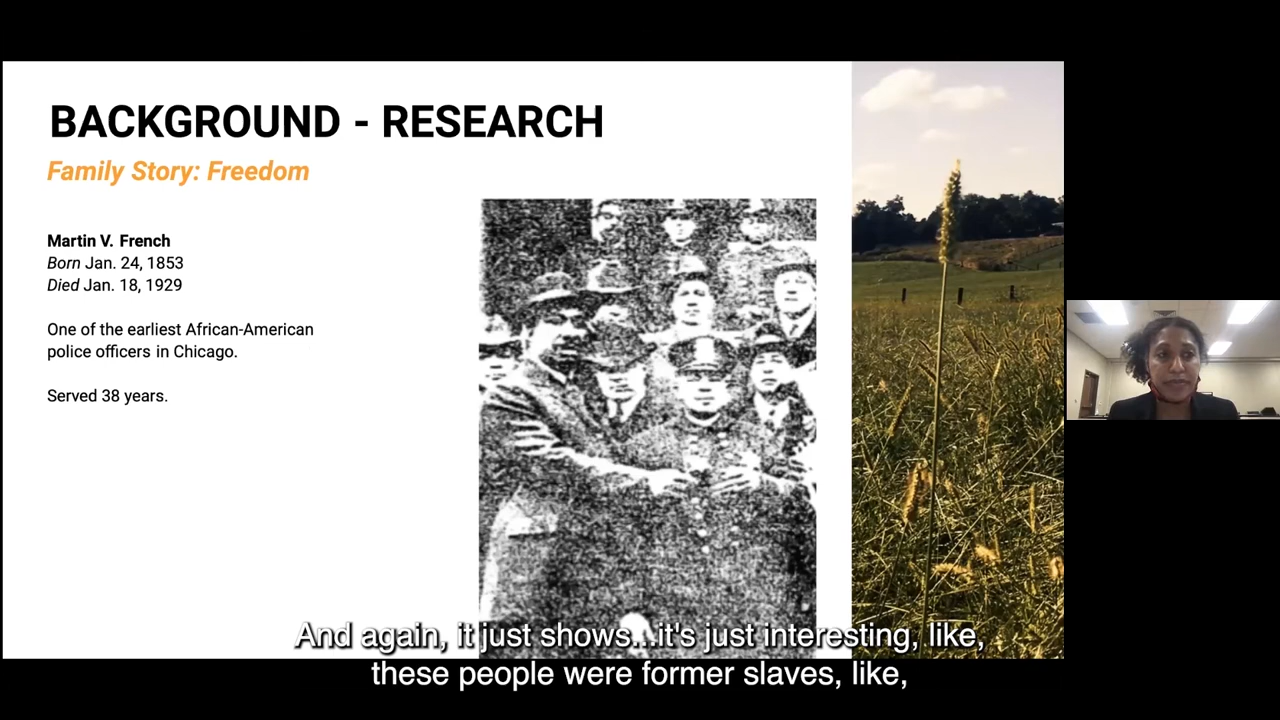 BACKGROUND - RESEARCH
Family Story: Freedom
Martin V. French
Born Jan. 24, 1853
Died Jan. 18, 1929
One of the earliest African-American
police officers in Chicago.
Served 38 years.
And again, it just shows...it's just interesting, like,
these people were former slaves, like,